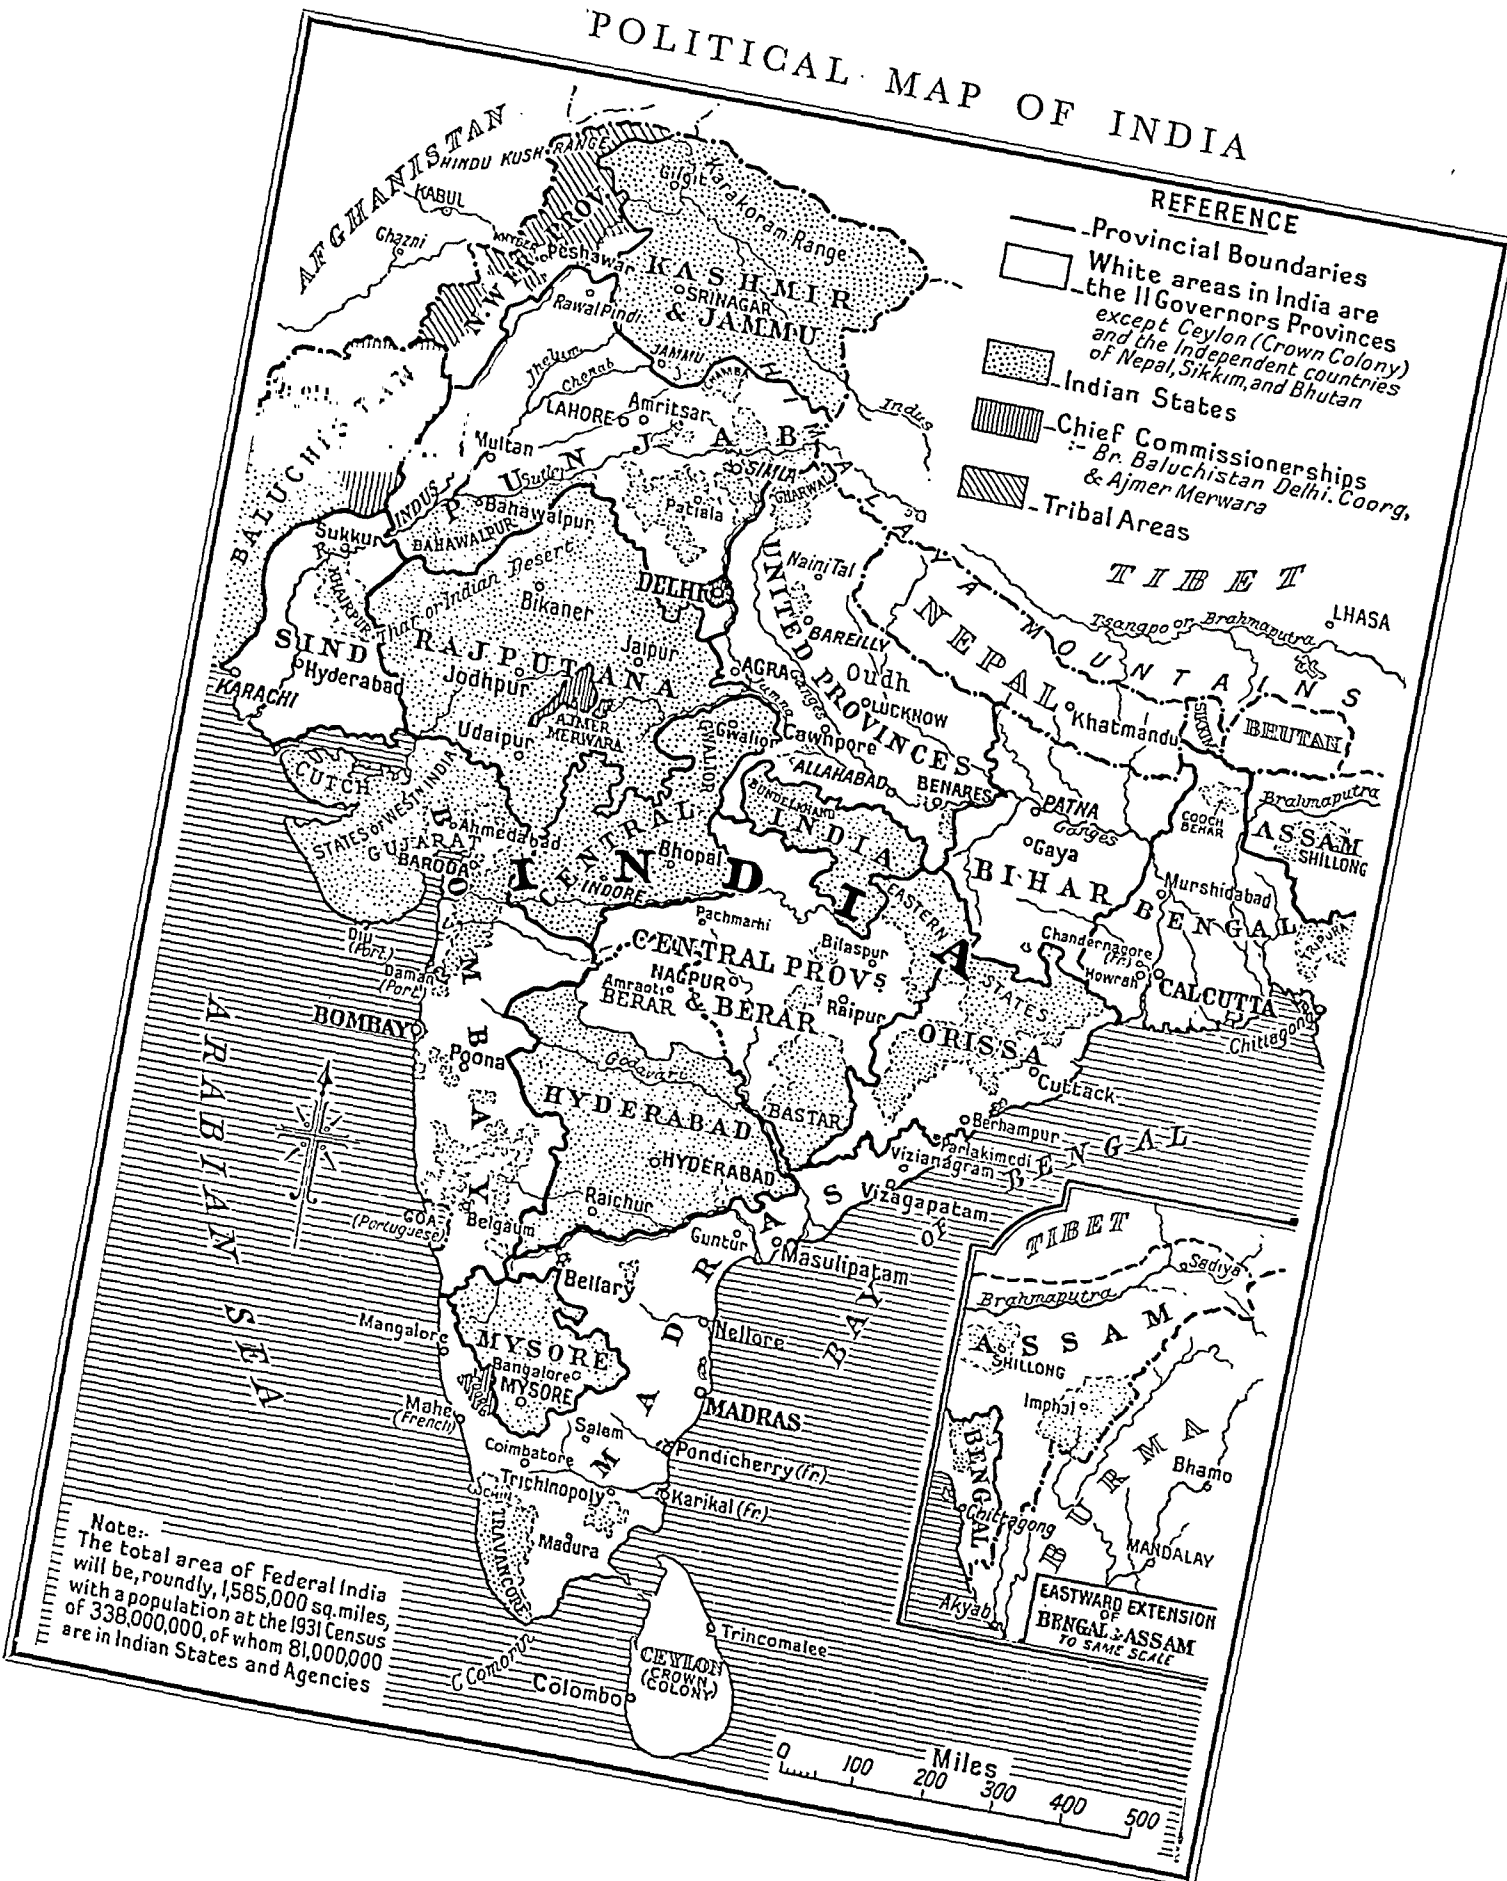 POLITICAL MAP OF INDIA
REFERENCE
Provincial Boundaries
White areas in India are
the 11 Governors Provinces
except Ceylon (Crown Colony)
and the Independent countries
of Nepal, Sikkim, and Bhutan
Indian States
Chief Commissionerships
:- Br. Baluchistan Delhi. Coorg,
& Ajmer Merwara
Tribal Areas
AFGHANISTAN
HINDU KUSH RANGE
KABUL
Ghazni
KHYBER
Peshawar
N.W.FR. PROV.
Gilgit
Karakoram Range
KASHMIR
SRINAGAR
& JAMMU
Rawal Pindi
JAMMU
Jhelum
Chenab
CHAMBA
LAHORE
Amritsar
Indus
Multan
PUNJAB
Sutlej
SIMLA
GHARWAL
Patiala
BALUCHISTAN
INDUS
Bahawalpur
BAHAWALPUR
Sukkur
R.
KHAIRPUR
Thar or Indian Desert
Bikaner
DELHI
UNITED PROVINCES
Naini Tal
HIMALAYA MOUNTAINS
TIBET
LHASA
Tsangpo or Brahmaputra
NEPAL
Khatmandu
SIKKIM
BHUTAN
SIND
Hyderabad
KARACHI
RAJPUTANA
Jodhpur
Jaipur
AJMER
MERWARA
Udaipur
AGRA
BAREILLY
Oudh
LUCKNOW
Jumna
Ganges
Cawnpore
Gwalior
GWALIOR
ALLAHABAD
BENARES
BUNDELKHAND
PATNA
Ganges
COOCH
BEHAR
Brahmaputra
ASSAM
SHILLONG
CUTCH
STATES OF WEST'N INDIA
GUJARAT
Ahmedabad
BARODA
CENTRAL INDIA
Bhopal
INDORE
INDIA
Gaya
BIHAR
Murshidabad
BENGAL
TRIPURA
Diu
(Port.)
Daman
(Port.)
Pachmarhi
Bilaspur
EASTERN STATES
Chandernagore
(Fr.)
Howrah
CALCUTTA
Chittagong
CENTRAL PROVS
NAGPUR
Amraoti
BERAR
& BERAR
Raipur
ORISSA
Cuttack
BOMBAY
BOMBAY
Poona
Godavari
HYDERABAD
BASTAR
HYDERABAD
Berhampur
Parlakimedi
Vizianagram
Vizagapatam
ARABIAN SEA
BAY OF BENGAL
GOA
(Portuguese)
Belgaum
Raichur
Guntur
Masulipatam
Bellary
MADRAS
Nellore
Mangalore
MYSORE
Bangalore
MYSORE
MADRAS
Mahe
(French)
Salem
Coimbatore
Pondicherry (Fr.)
Trichinopoly
Karikal (Fr.)
Madura
TRAVANCORE
C Comorin
Trincomalee
CEYLON
(CROWN
COLONY)
Colombo
TIBET
Sadiya
Brahmaputra
ASSAM
SHILLONG
Imphal
BENGAL
Chittagong
BURMA
Bhamo
MANDALAY
Akyab
EASTWARD EXTENSION
OF
BENGAL & ASSAM
TO SAME SCALE
Note:-
The total area of Federal India
will be, roundly, 1,585,000 sq. miles,
with a population at the 1931 Census
of 338,000,000, of whom 81,000,000
are in Indian States and Agencies
Miles
0 100 200 300 400 500